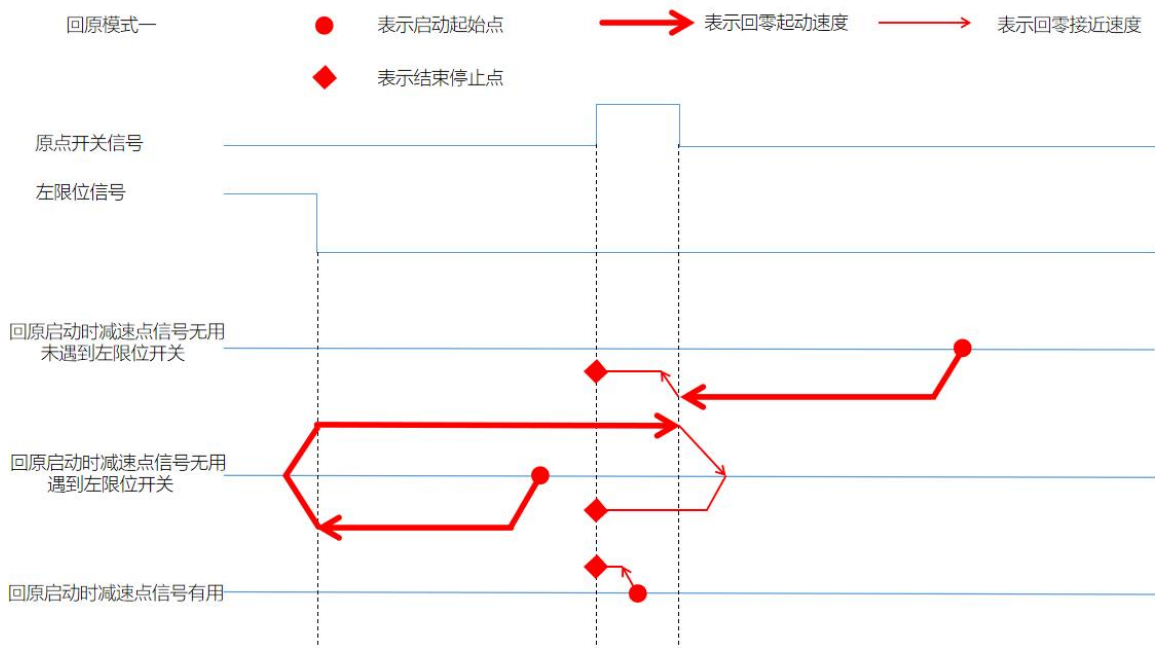 回原模式一
表示启动起始点
表示回零起动速度
表示回零接近速度
表示结束停止点
原点开关信号
左限位信号
回原启动时减速点信号无用
未遇到左限位开关
回原启动时减速点信号无用
遇到左限位开关
回原启动时减速点信号有用